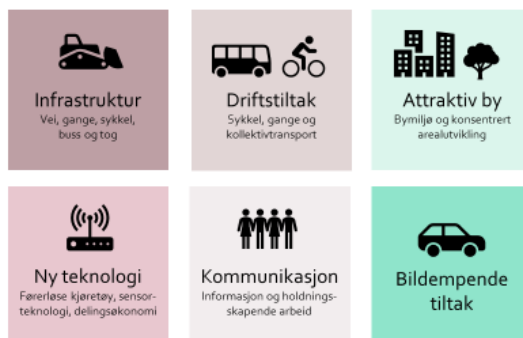 Infrastruktur
Vei, gange, sykkel,
buss og tog
Driftstiltak
Sykkel, gange og
kollektivtransport
Attraktiv by
Bymiljø og konsentrert
arealutvikling
Ny teknologi
Førerløse kjøretøy, sensor-
teknologi, delingsøkonomi
Kommunikasjon
Informasjon og holdnings-
skapende arbeid
Bildempende
tiltak